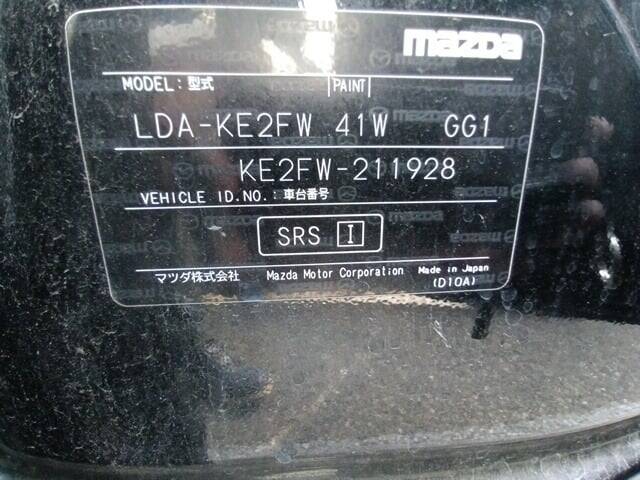 mazda
MODEL：型式 PAINT
LDA-KE2FW 41W GG1
KE2FW-211928
VEHICLE ID.NO.：車台番号
SRS I
マツダ株式会社 Mazda Motor Corporation Made in Japan
(D10A)